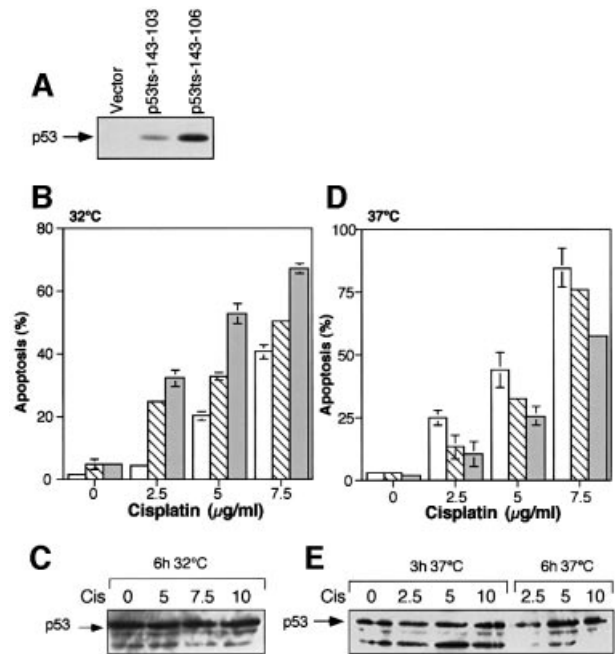 A
Vector
p53ts-143-103
p53ts-143-106
p53
B
32°C
80
60
40
20
0
Apoptosis (%)
0 2.5 5 7.5
Cisplatin (µg/ml)
D
37°C
100
75
50
25
0
Apoptosis (%)
0 2.5 5 7.5
Cisplatin (µg/ml)
C
6h 32°C
Cis 0 5 7.5 10
p53
E
3h 37°C 6h 37°C
Cis 0 2.5 5 10 2.5 5 10
p53